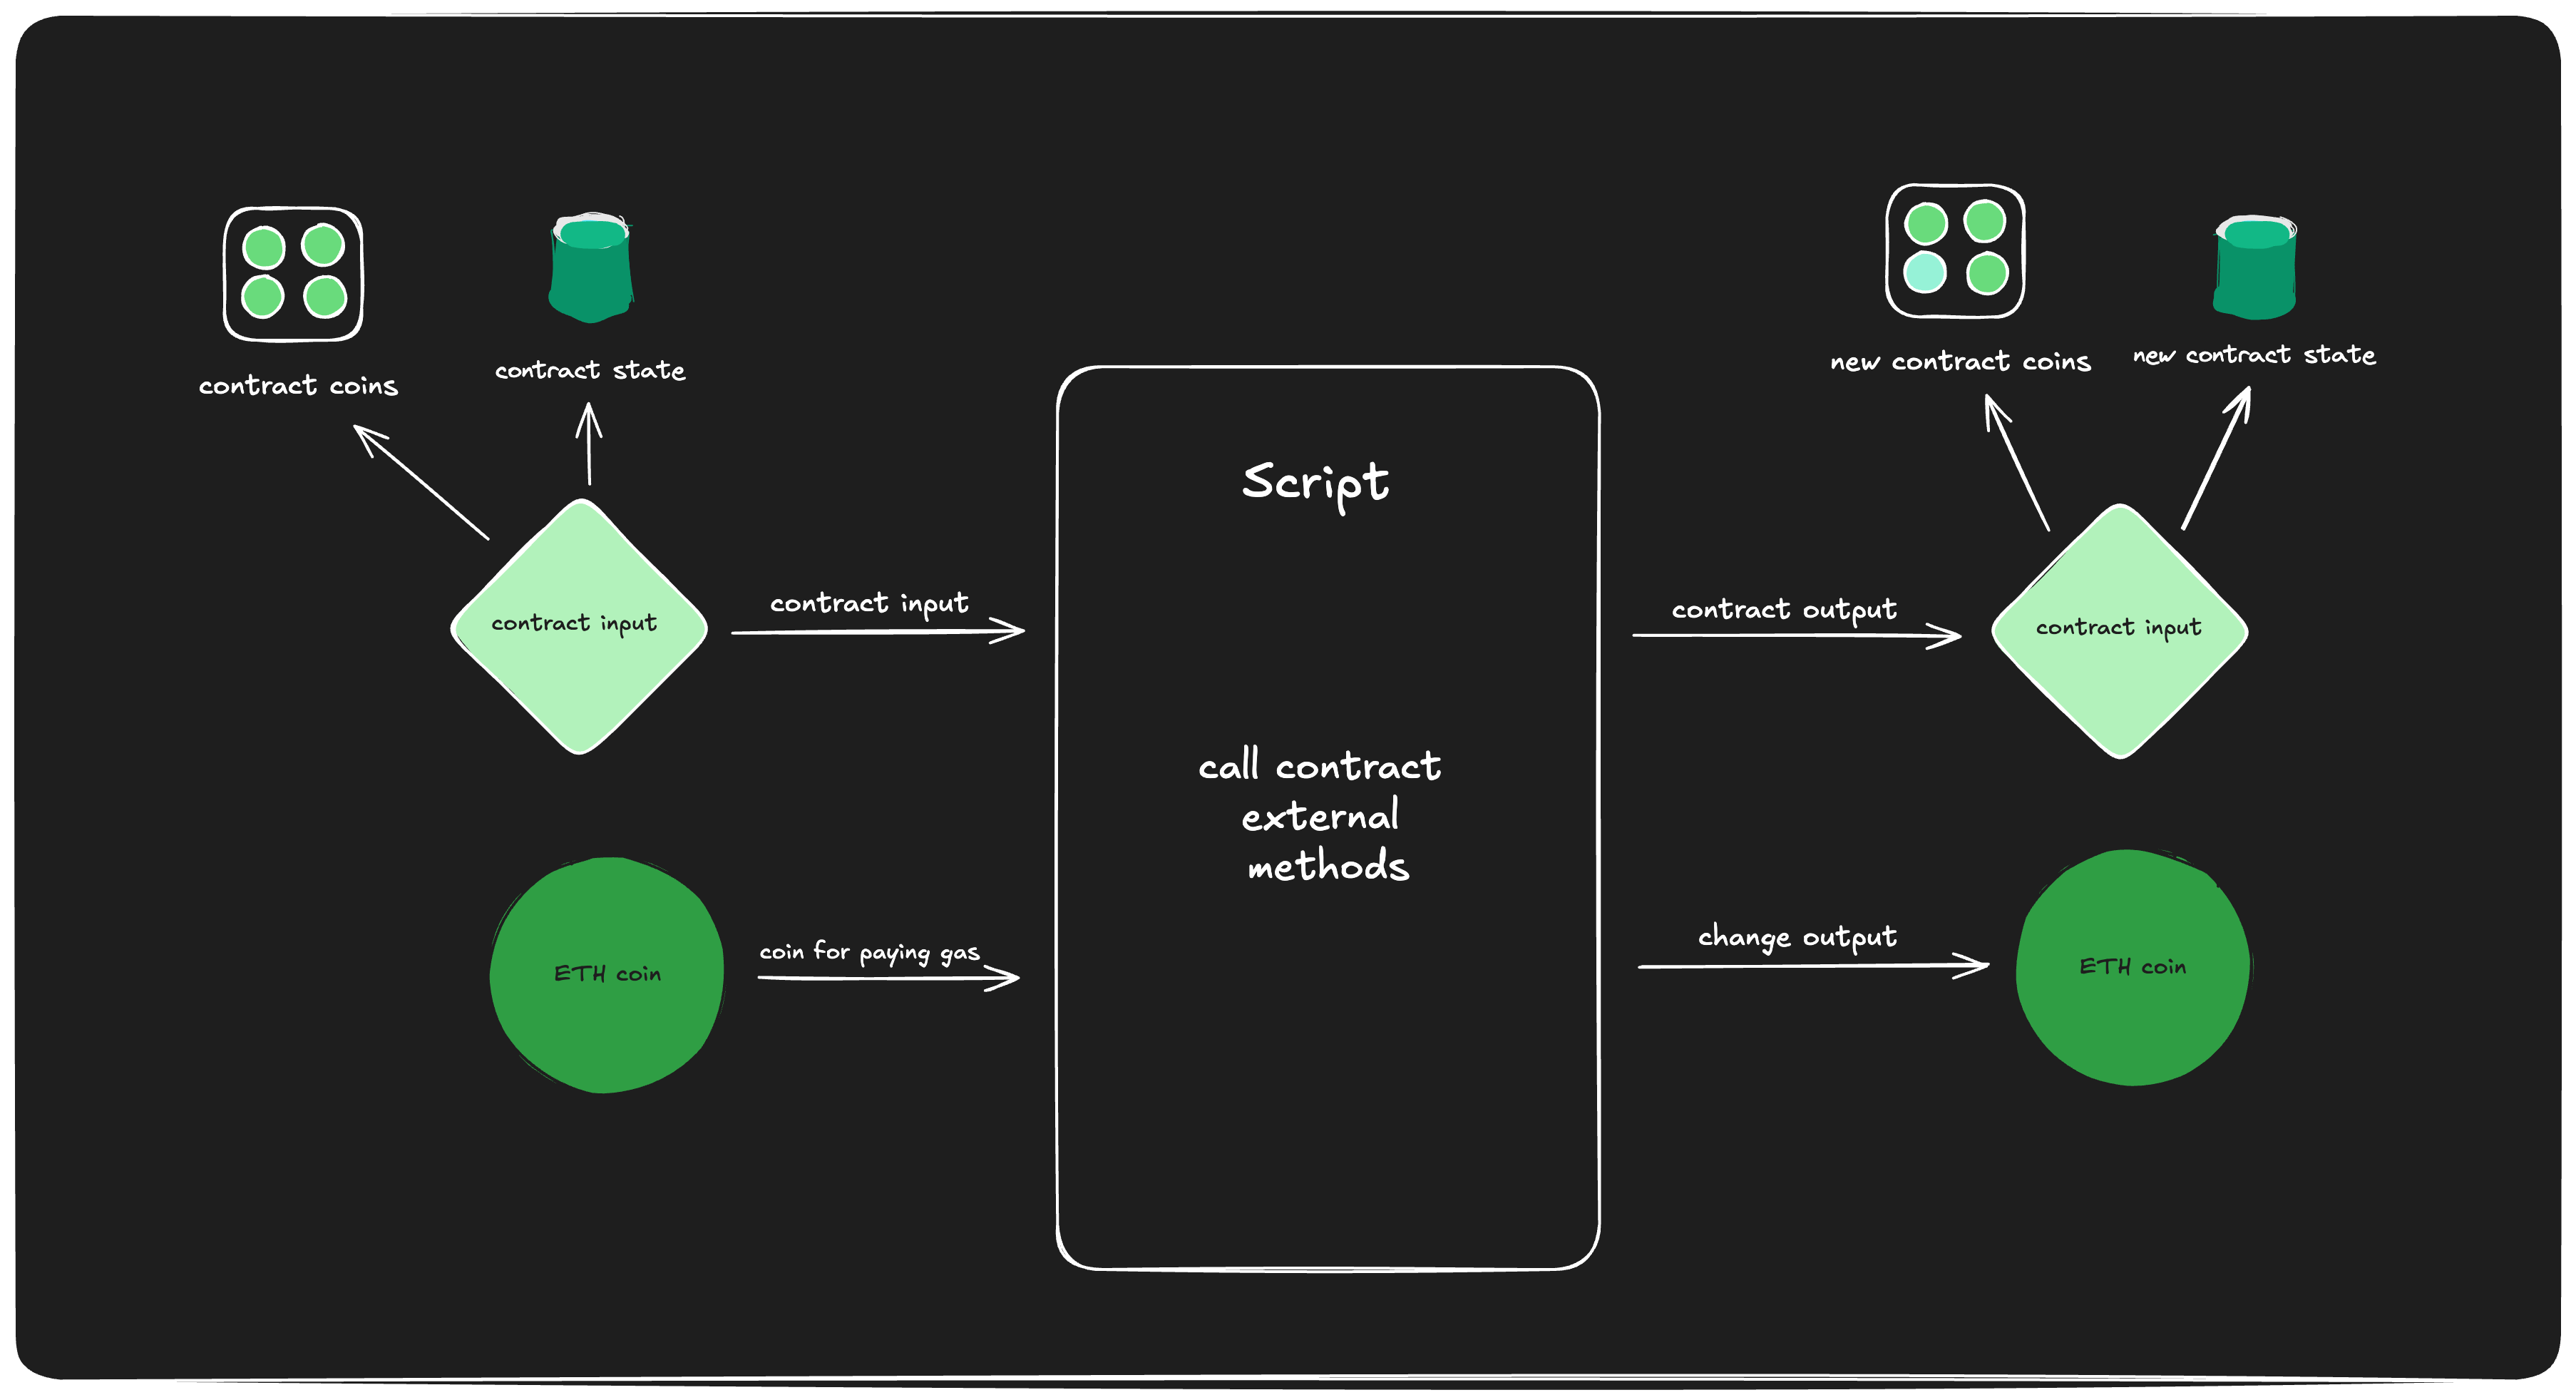 contract coins
contract state
new contract coins
new contract state
Script
contract input
contract input
contract output
contract input
call contract
external
methods
ETH coin
coin for paying gas
change output
ETH coin